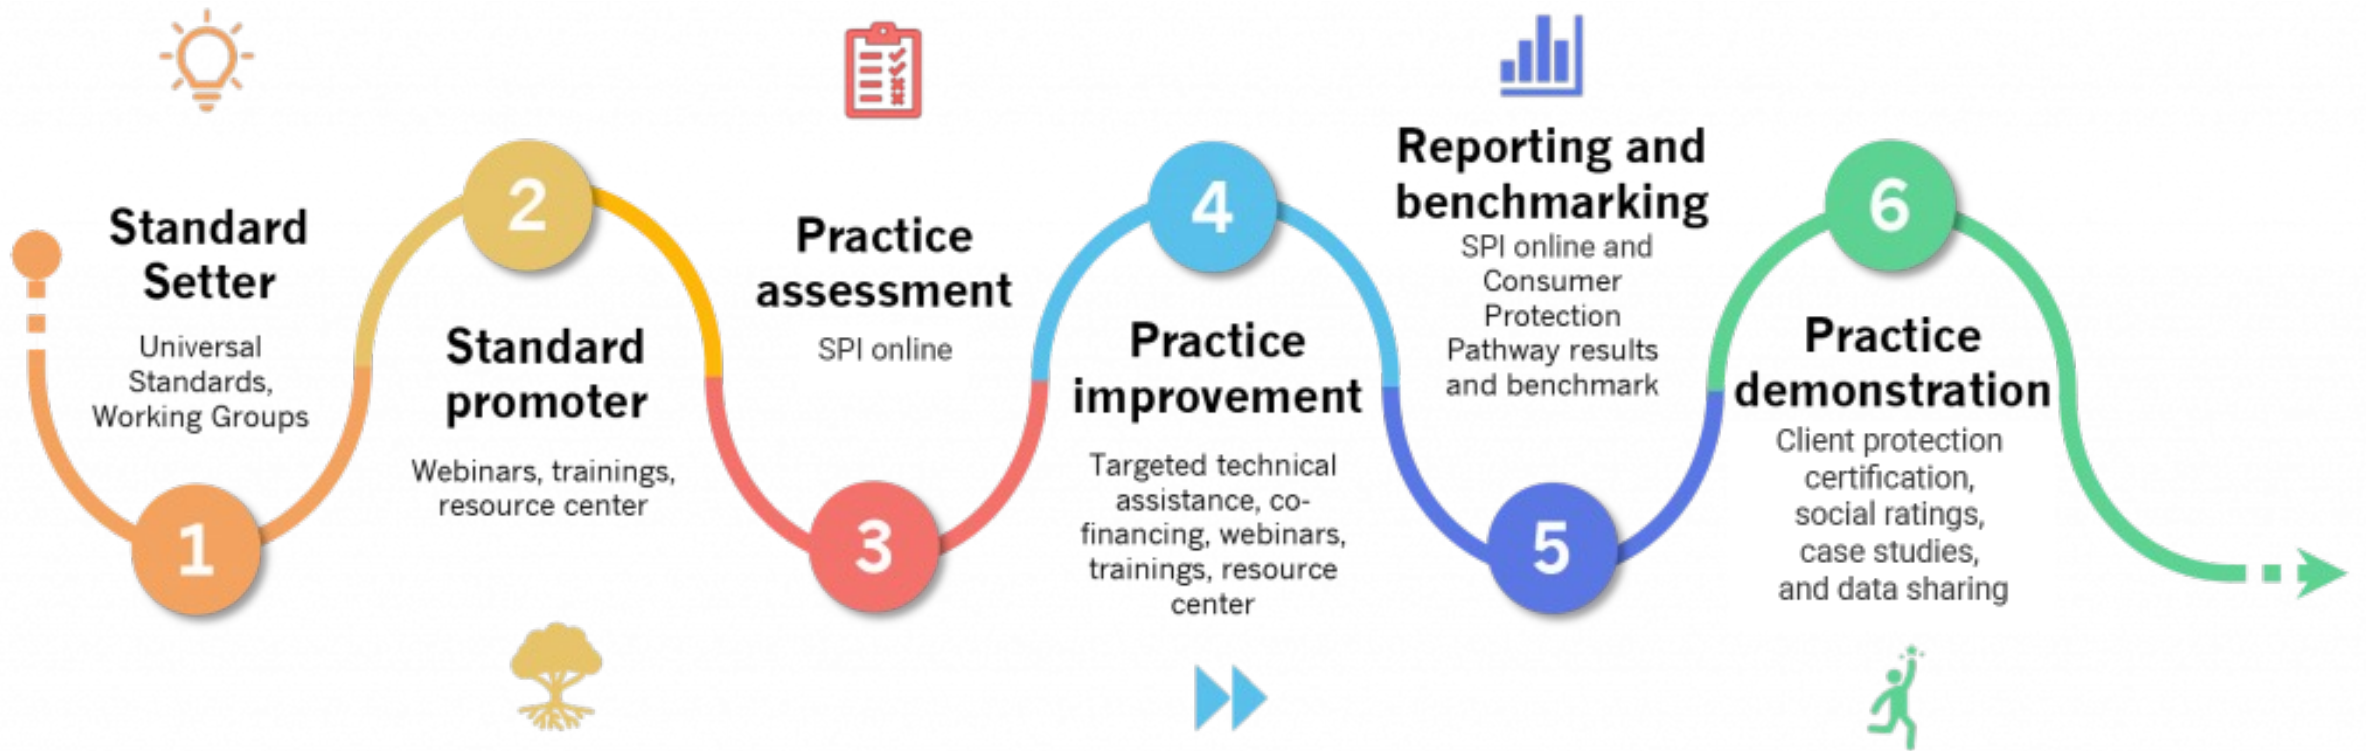 1
Standard
Setter
Universal
Standards,
Working Groups
2
Standard
promoter
Webinars, trainings,
resource center
3
Practice
assessment
SPI online
4
Practice
improvement
Targeted technical
assistance, co-
financing, webinars,
trainings, resource
center
5
Reporting and
benchmarking
SPI online and
Consumer
Protection
Pathway results
and benchmark
6
Practice
demonstration
Client protection
certification,
social ratings,
case studies,
and data sharing